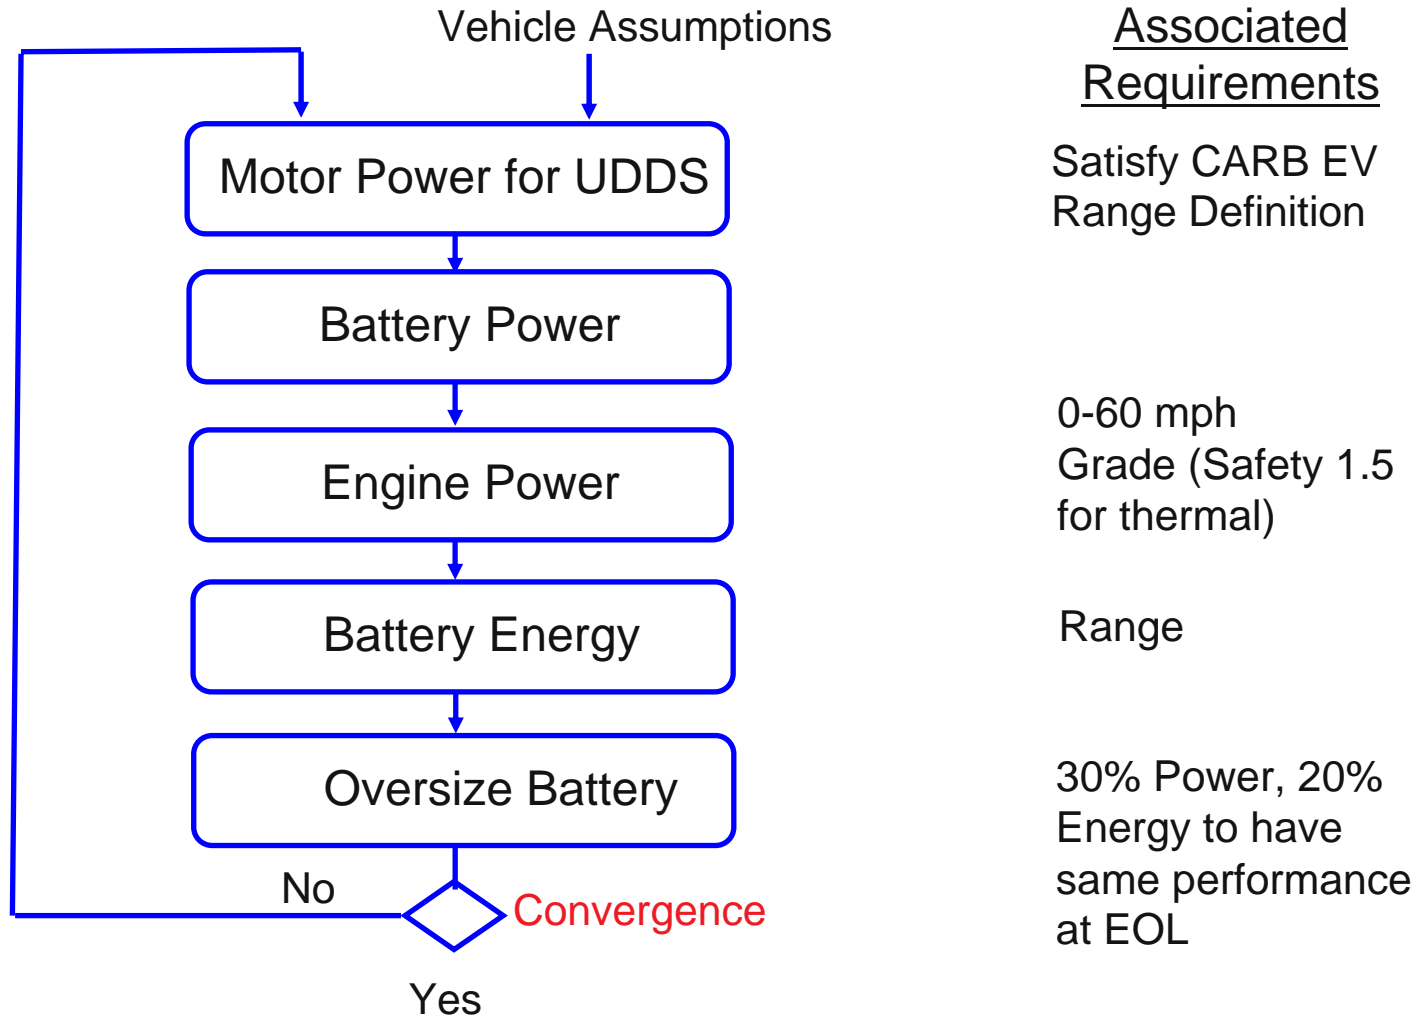 Vehicle Assumptions
Associated
Requirements
Motor Power for UDDS
Satisfy CARB EV
Range Definition
Battery Power
Engine Power
0-60 mph
Grade (Safety 1.5
for thermal)
Battery Energy
Range
Oversize Battery
30% Power, 20%
Energy to have
same performance
at EOL
No
Convergence
Yes